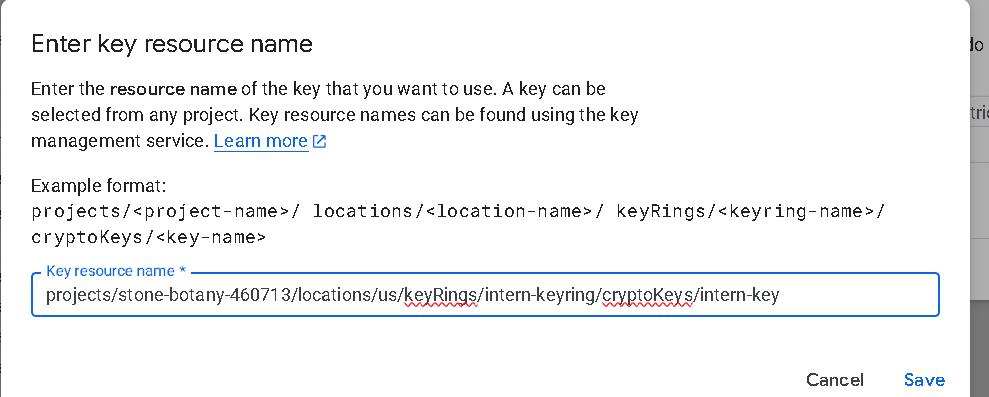 Enter key resource name
Enter the resource name of the key that you want to use. A key can be
selected from any project. Key resource names can be found using the key
management service. Learn more
Example format:
projects/<project-name>/ locations/<location-name>/ keyRings/<keyring-name>/
cryptoKeys/<key-name>
Key resource name *
projects/stone-botany-460713/locations/us/keyRings/intern-keyring/cryptoKeys/intern-key
Cancel Save